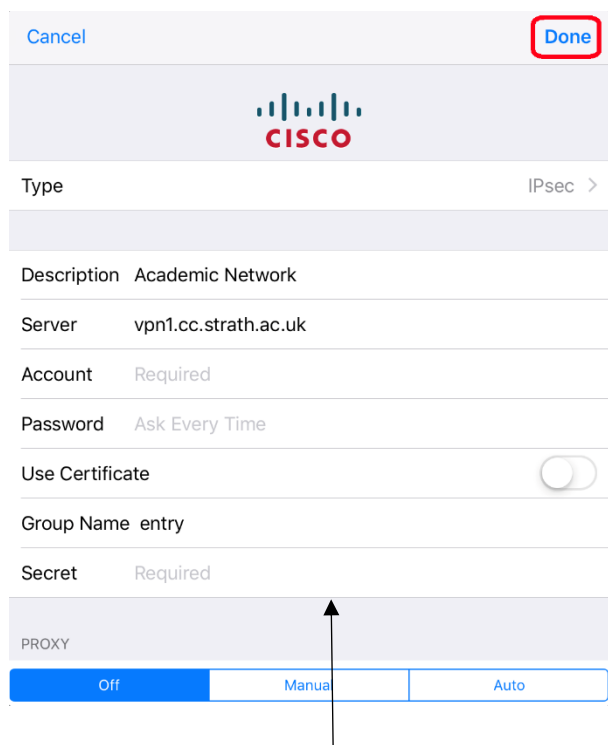 Cancel Done
CISCO
Type IPsec
Description Academic Network
Server vpn1.cc.strath.ac.uk
Account Required
Password Ask Every Time
Use Certificate
Group Name entry
Secret Required
PROXY
Off Manual Auto